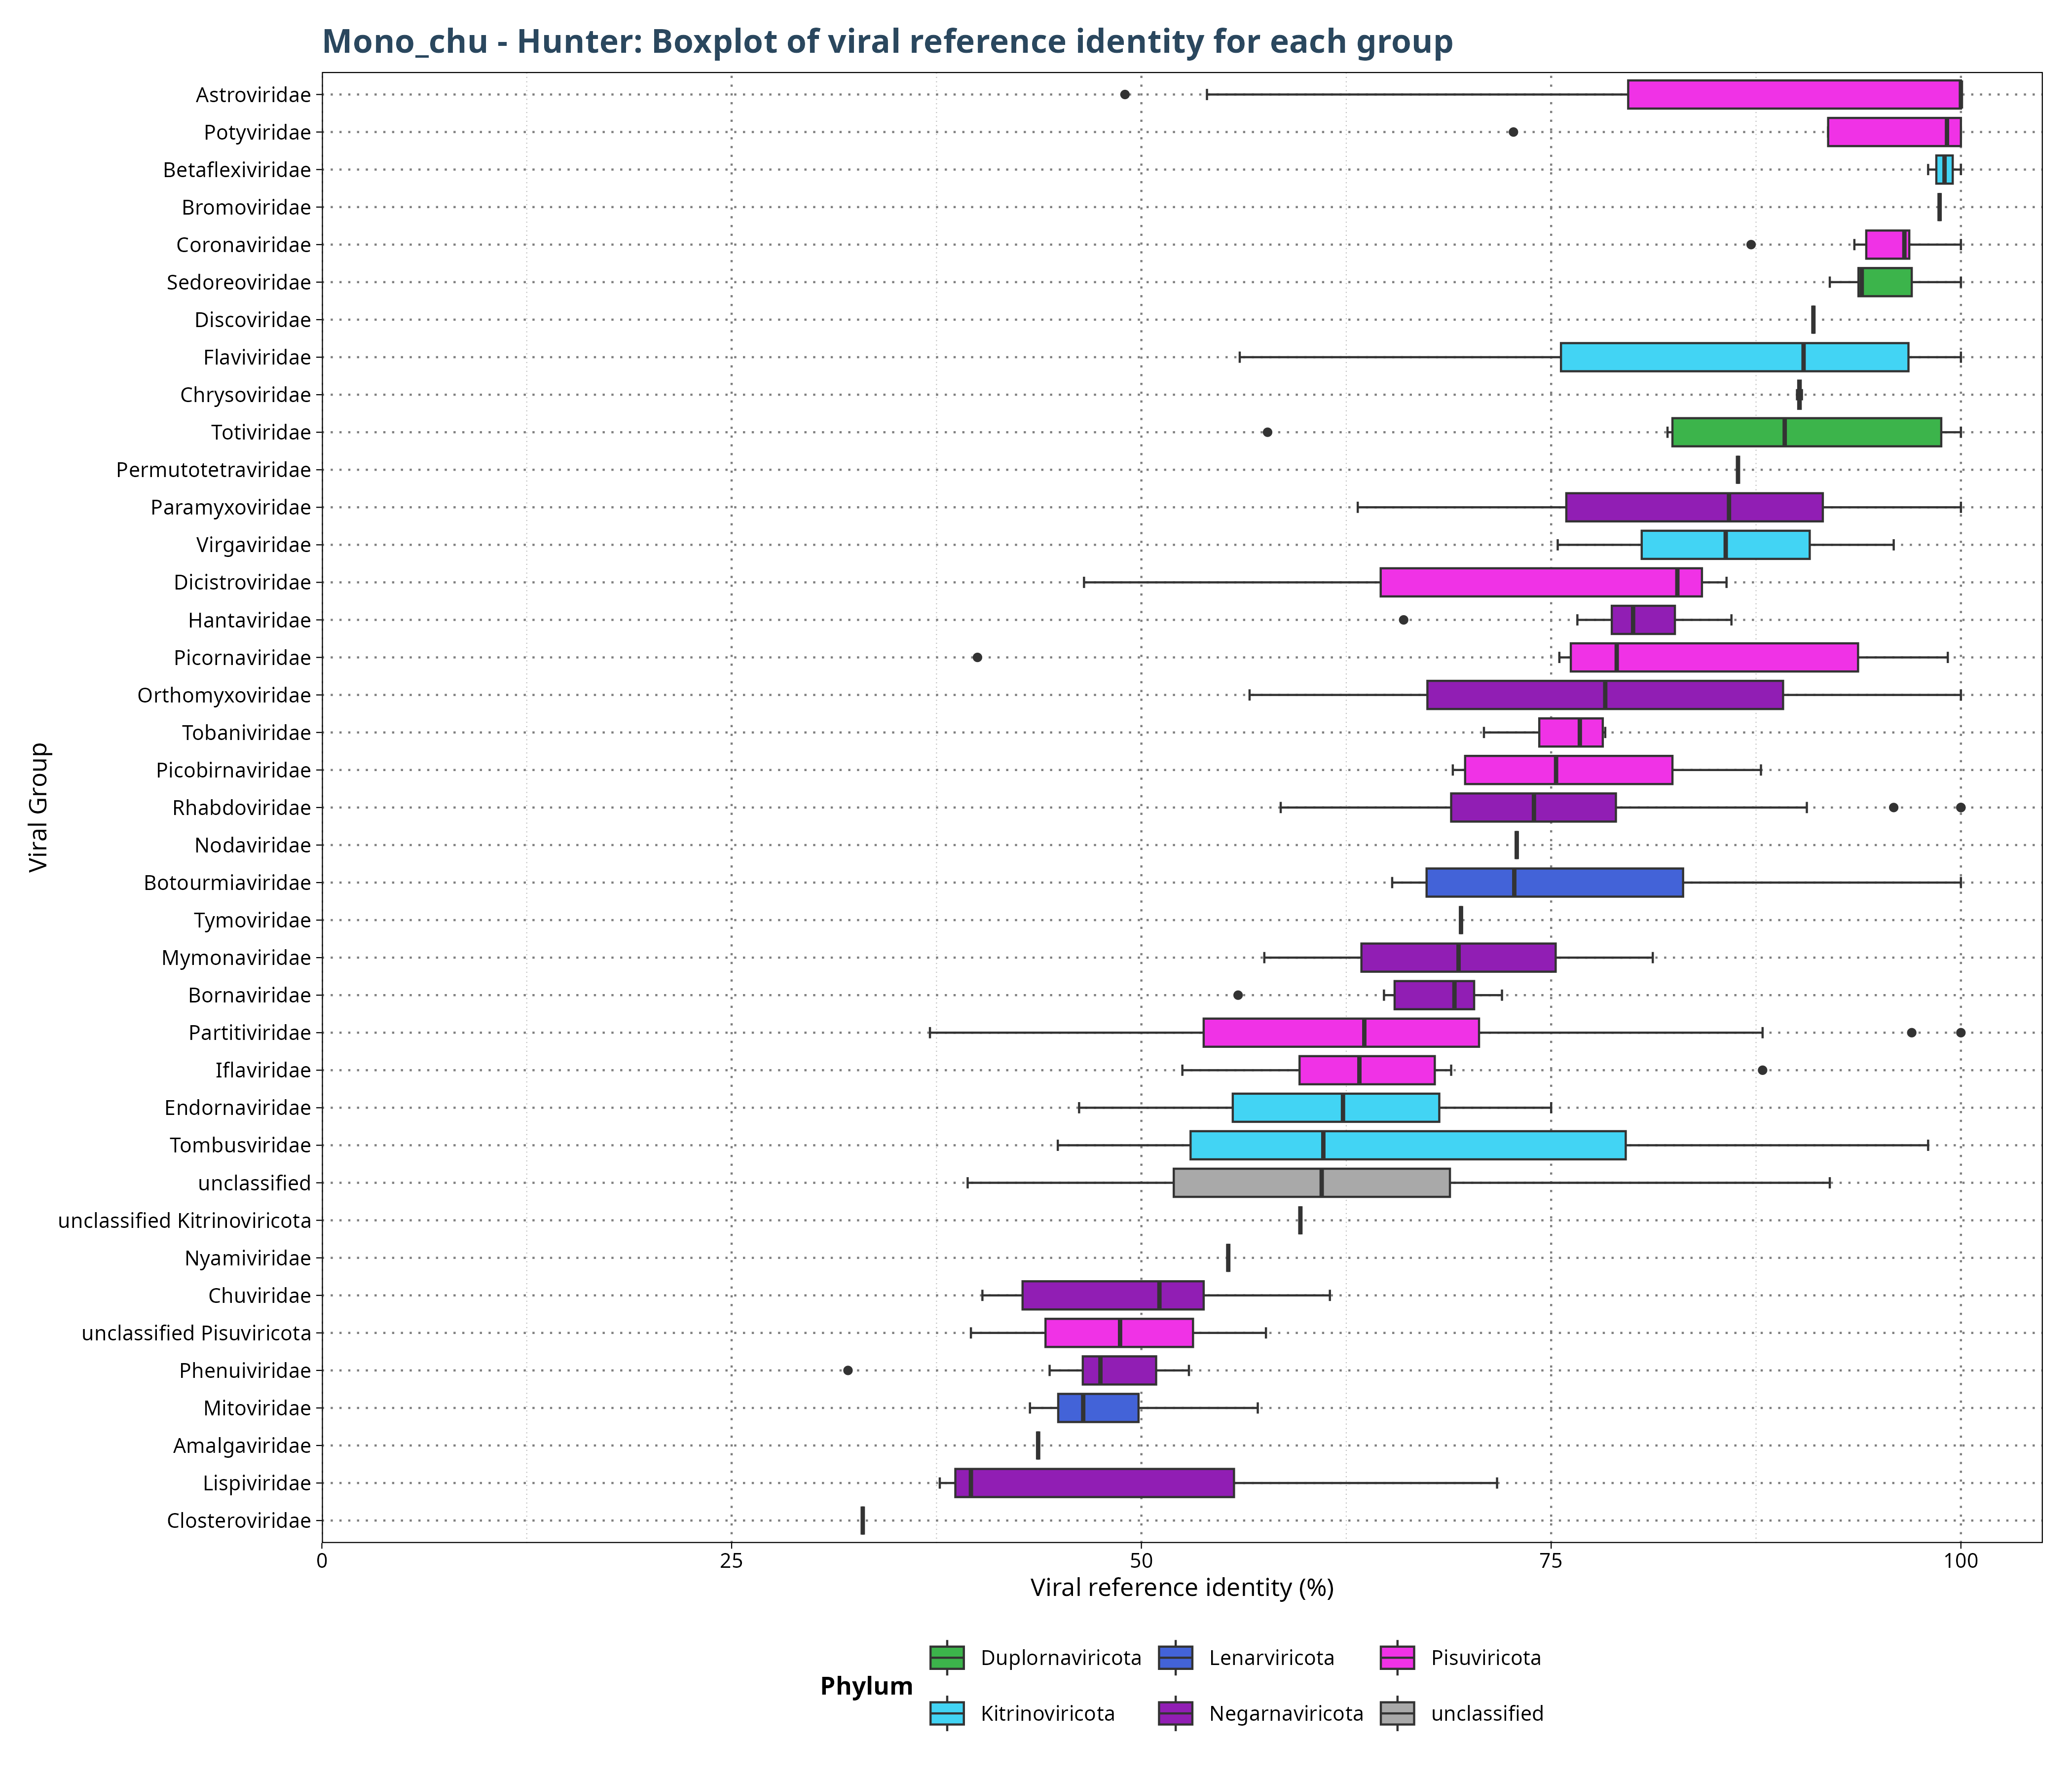 Mono_chu - Hunter: Boxplot of viral reference identity for each group
Viral Group
Astroviridae
Potyviridae
Betaflexiviridae
Bromoviridae
Coronaviridae
Sedoreoviridae
Discoviridae
Flaviviridae
Chrysoviridae
Totiviridae
Permutotetraviridae
Paramyxoviridae
Virgaviridae
Dicistroviridae
Hantaviridae
Picornaviridae
Orthomyxoviridae
Tobaniviridae
Picobirnaviridae
Rhabdoviridae
Nodaviridae
Botourmiaviridae
Tymoviridae
Mymonaviridae
Bornaviridae
Partitiviridae
Iflaviridae
Endornaviridae
Tombusviridae
unclassified
unclassified Kitrinoviricota
Nyamiviridae
Chuviridae
unclassified Pisuviricota
Phenuiviridae
Mitoviridae
Amalgaviridae
Lispiviridae
Closteroviridae
0 25 50 75 100
Viral reference identity (%)
Phylum
Duplornaviricota Lenarviricota Pisuviricota
Kitrinoviricota Negarnaviricota unclassified